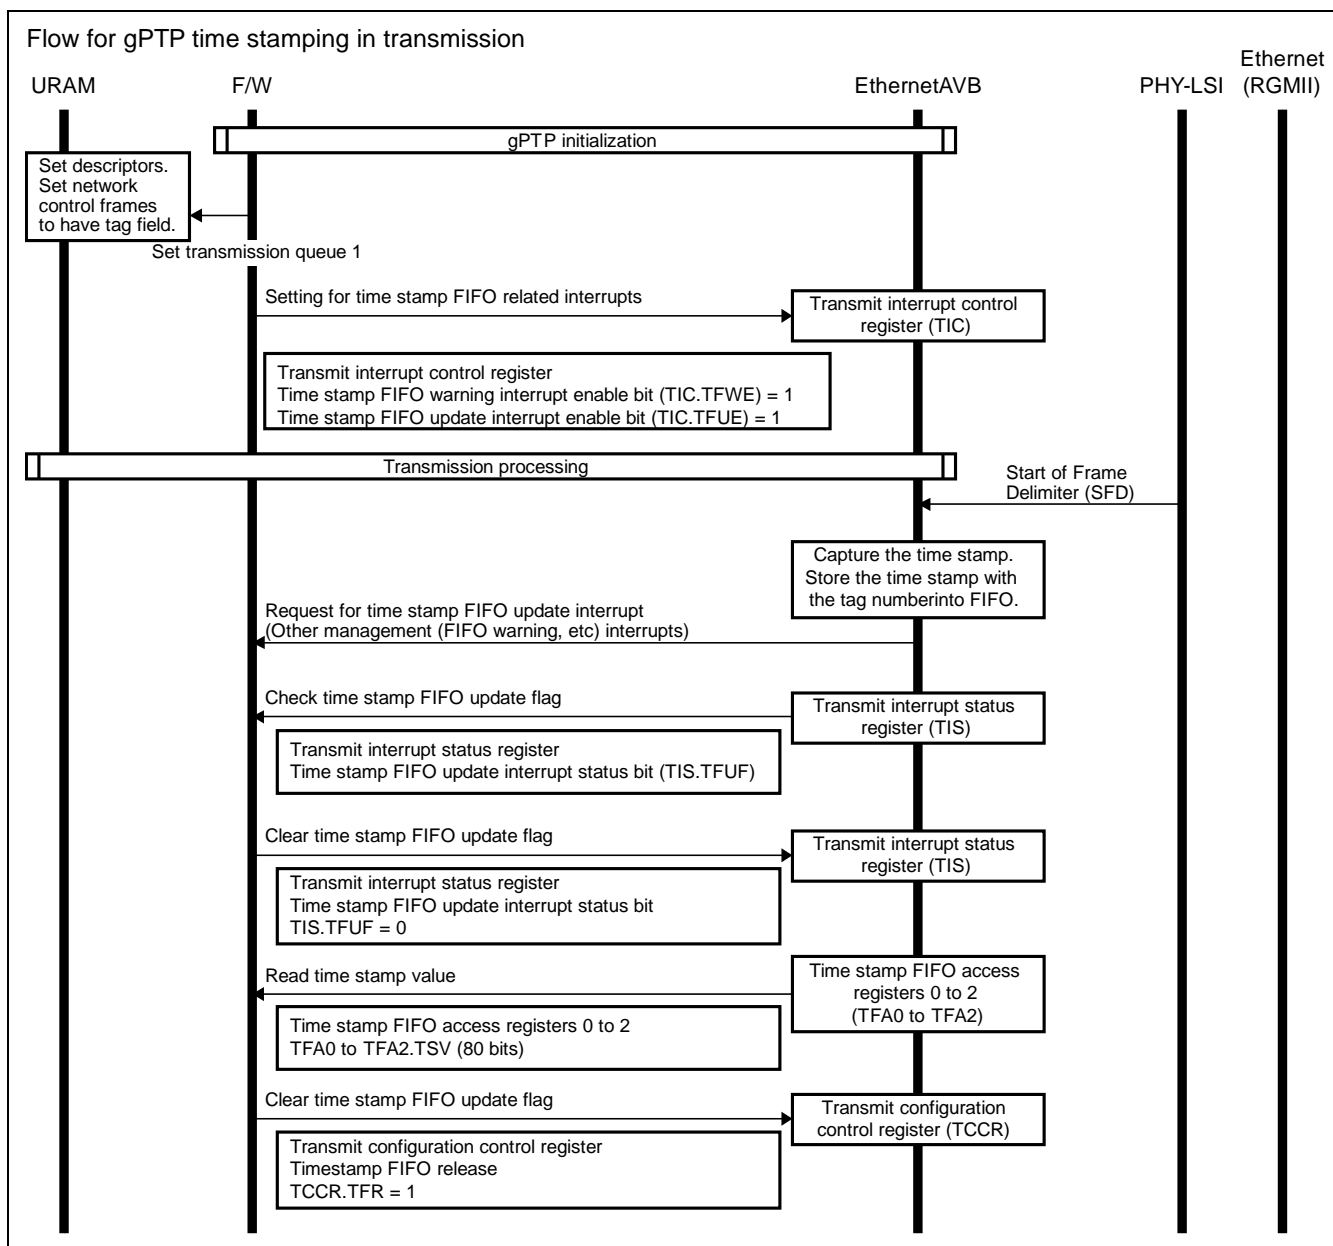 Flow for gPTP time stamping in transmission
URAM
F/W
EthernetAVB
PHY-LSI
Ethernet
(RGMII)
gPTP initialization
Set descriptors.
Set network
control frames
to have tag field.
Set transmission queue 1
Setting for time stamp FIFO related interrupts
Transmit interrupt control
register (TIC)
Transmit interrupt control register
Time stamp FIFO warning interrupt enable bit (TIC.TFWE) = 1
Time stamp FIFO update interrupt enable bit (TIC.TFUE) = 1
Transmission processing
Start of Frame
Delimiter (SFD)
Capture the time stamp.
Store the time stamp with
the tag numberinto FIFO.
Request for time stamp FIFO update interrupt
(Other management (FIFO warning, etc) interrupts)
Check time stamp FIFO update flag
Transmit interrupt status
register (TIS)
Transmit interrupt status register
Time stamp FIFO update interrupt status bit (TIS.TFUF)
Clear time stamp FIFO update flag
Transmit interrupt status
register (TIS)
Transmit interrupt status register
Time stamp FIFO update interrupt status bit
TIS.TFUF = 0
Read time stamp value
Time stamp FIFO access
registers 0 to 2
(TFA0 to TFA2)
Time stamp FIFO access registers 0 to 2
TFA0 to TFA2.TSV (80 bits)
Clear time stamp FIFO update flag
Transmit configuration
control register (TCCR)
Transmit configuration control register
Timestamp FIFO release
TCCR.TFR = 1